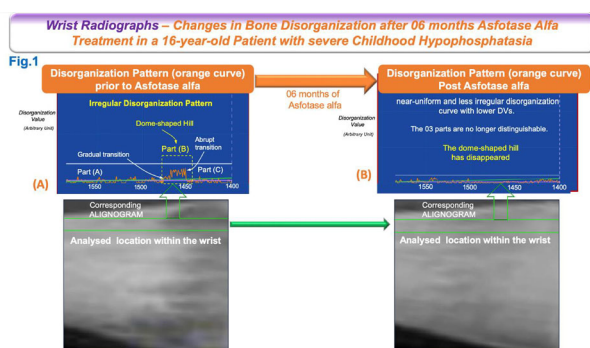 Wrist Radiographs – Changes in Bone Disorganization after 06 months Asfotase Alfa
Treatment in a 16-year-old Patient with severe Childhood Hypophosphatasia
Fig.1
Disorganization Pattern (orange curve)
prior to Asfotase alfa
06 months of
Asfotase alfa
Disorganization Pattern (orange curve)
Post Asfotase alfa
Disorganization
Value
(Arbitrary Unit)
Irregular Disorganization Pattern
Dome-shaped Hill
Gradual transition
Part (B)
Abrupt
transition
Part (A)
Part (C)
1550
1500
1450
1400
(A)
Corresponding
ALIGNOGRAM
Analysed location within the wrist
Disorganization
Value
(Arbitrary Unit)
near-uniform and less irregular disorganization
curve with lower DVs.
The 03 parts are no longer distinguishable.
The dome-shaped hill
has disappeared
1550
1500
1450
1400
(B)
Corresponding
ALIGNOGRAM
Analysed location within the wrist